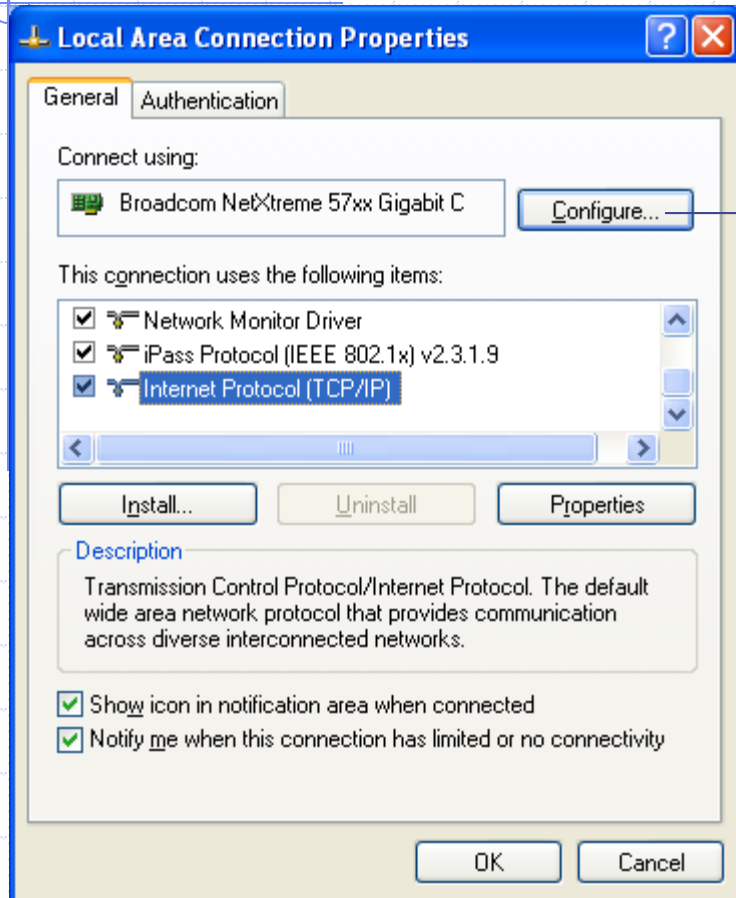 Local Area Connection Properties
General
Authentication
Connect using:
Broadcom NetXtreme 57xx Gigabit C
Configure...
This connection uses the following items:
Network Monitor Driver
iPass Protocol (IEEE 802.1x) v2.3.1.9
Internet Protocol (TCP/IP)
Install...
Uninstall
Properties
Description
Transmission Control Protocol/Internet Protocol. The default
wide area network protocol that provides communication
across diverse interconnected networks.
Show icon in notification area when connected
Notify me when this connection has limited or no connectivity
OK
Cancel